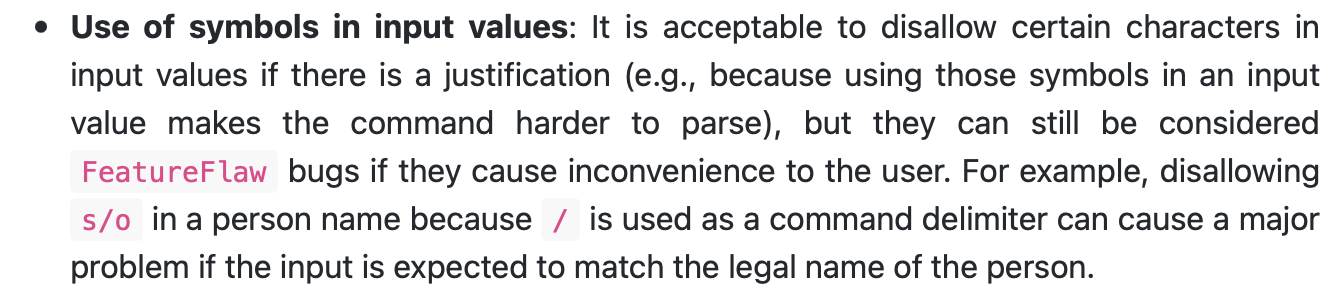 • Use of symbols in input values: It is acceptable to disallow certain characters in
input values if there is a justification (e.g., because using those symbols in an input
value makes the command harder to parse), but they can still be considered
FeatureFlaw bugs if they cause inconvenience to the user. For example, disallowing
s/o in a person name because / is used as a command delimiter can cause a major
problem if the input is expected to match the legal name of the person.